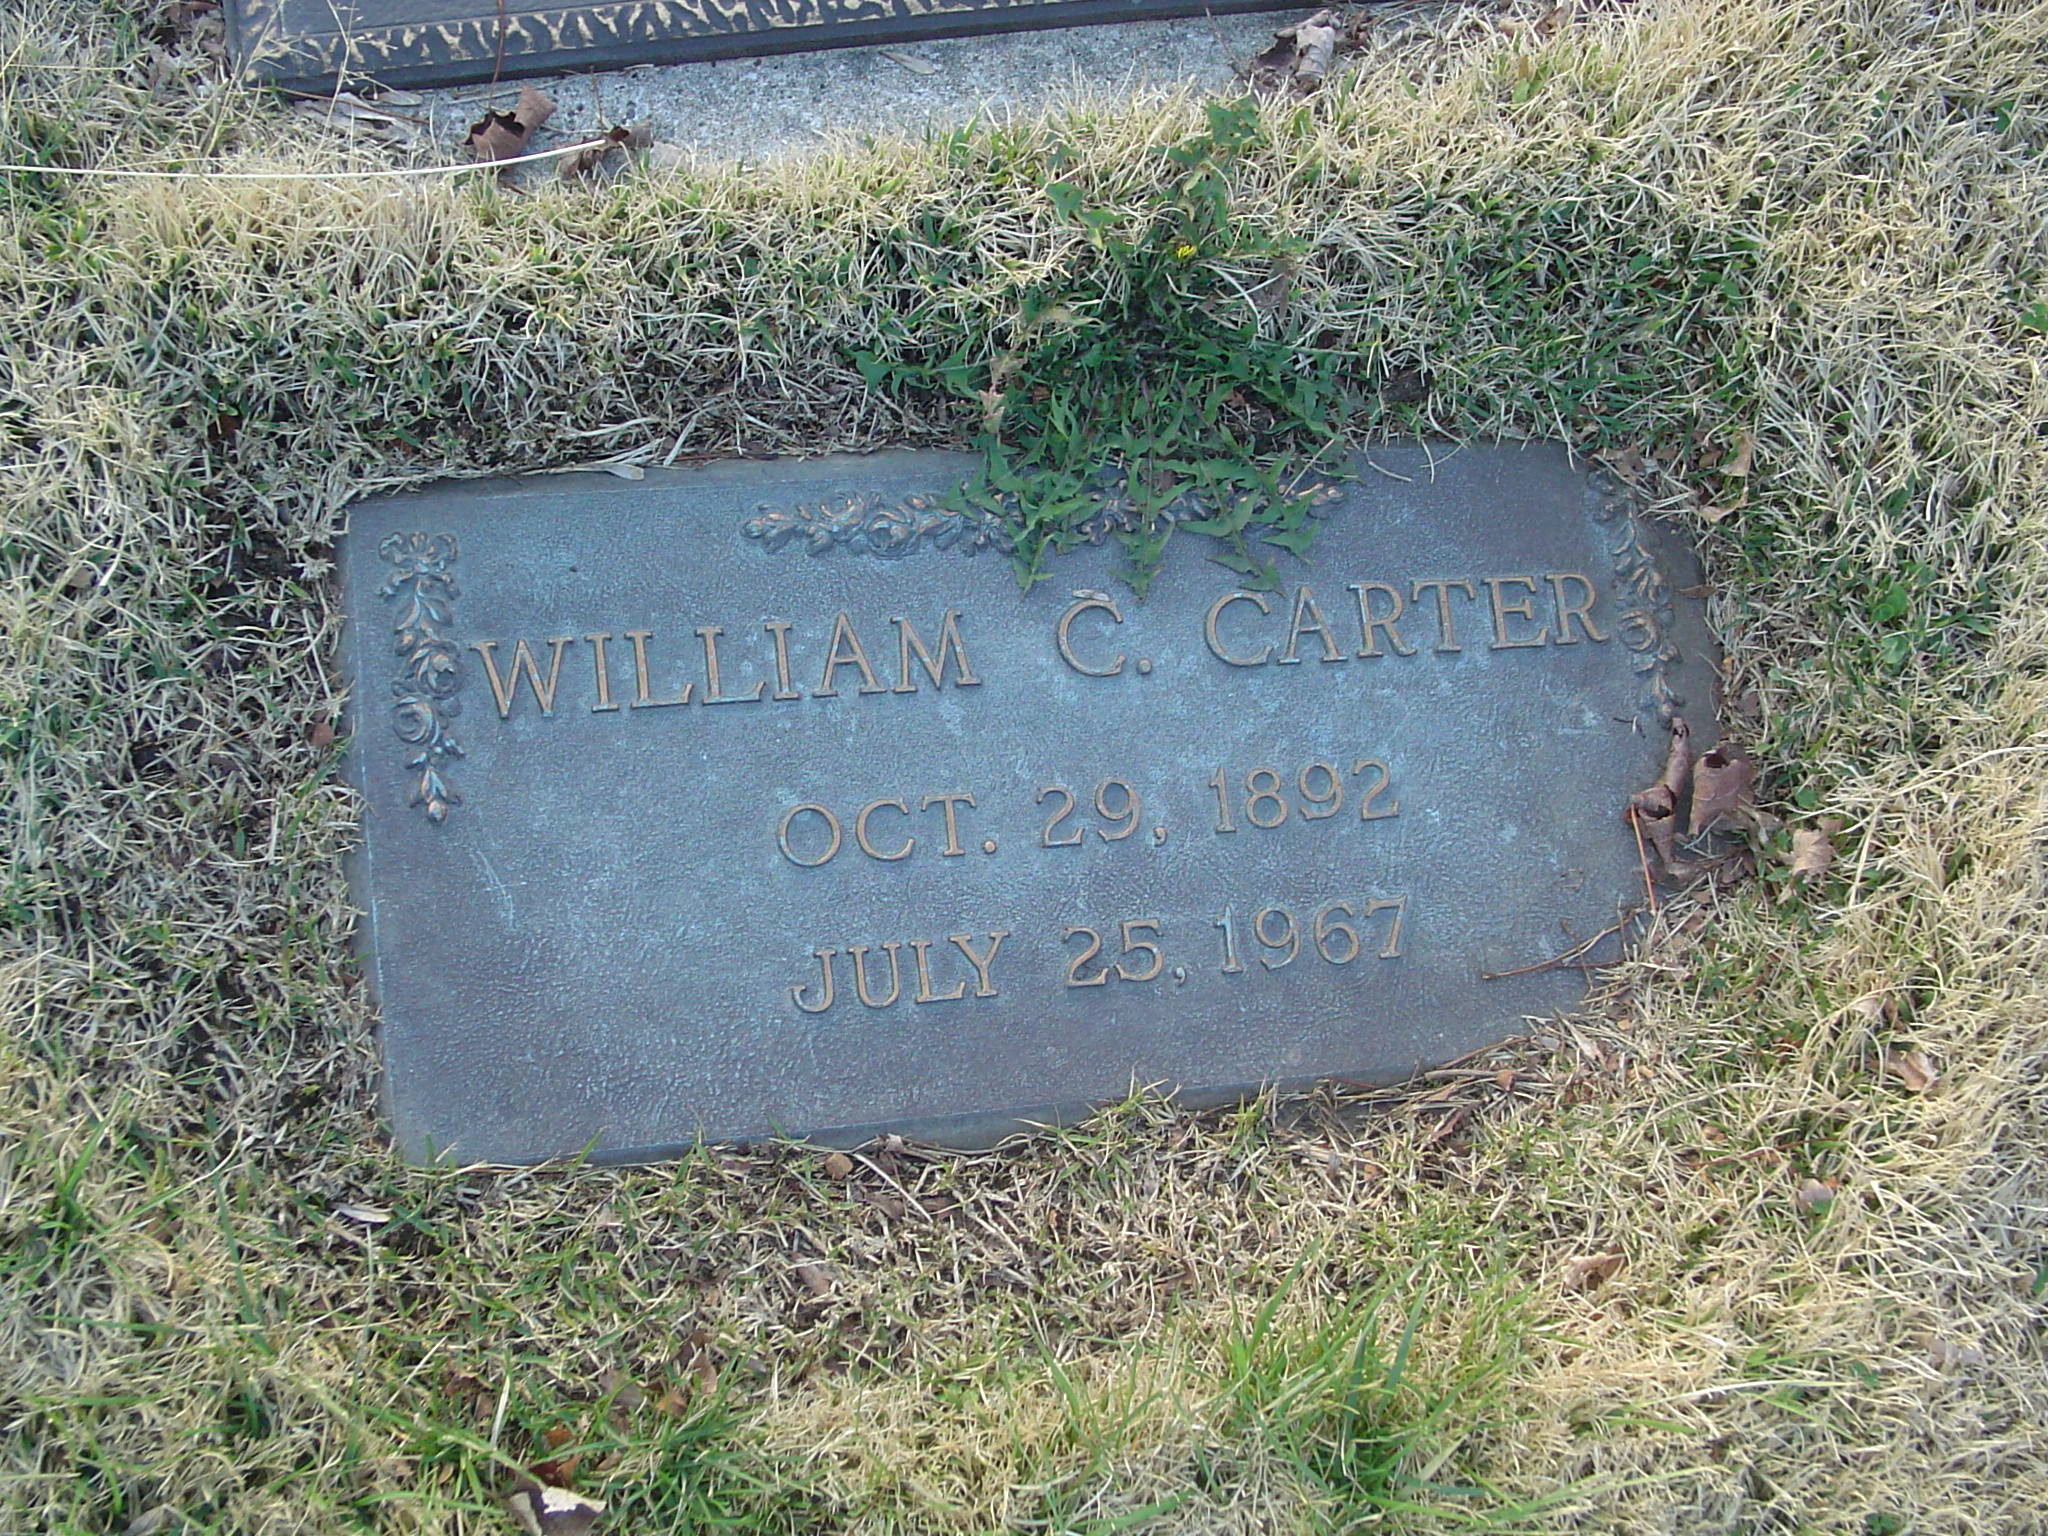 WILLIAM C. CARTER
OCT. 29, 1892
JULY 25, 1967